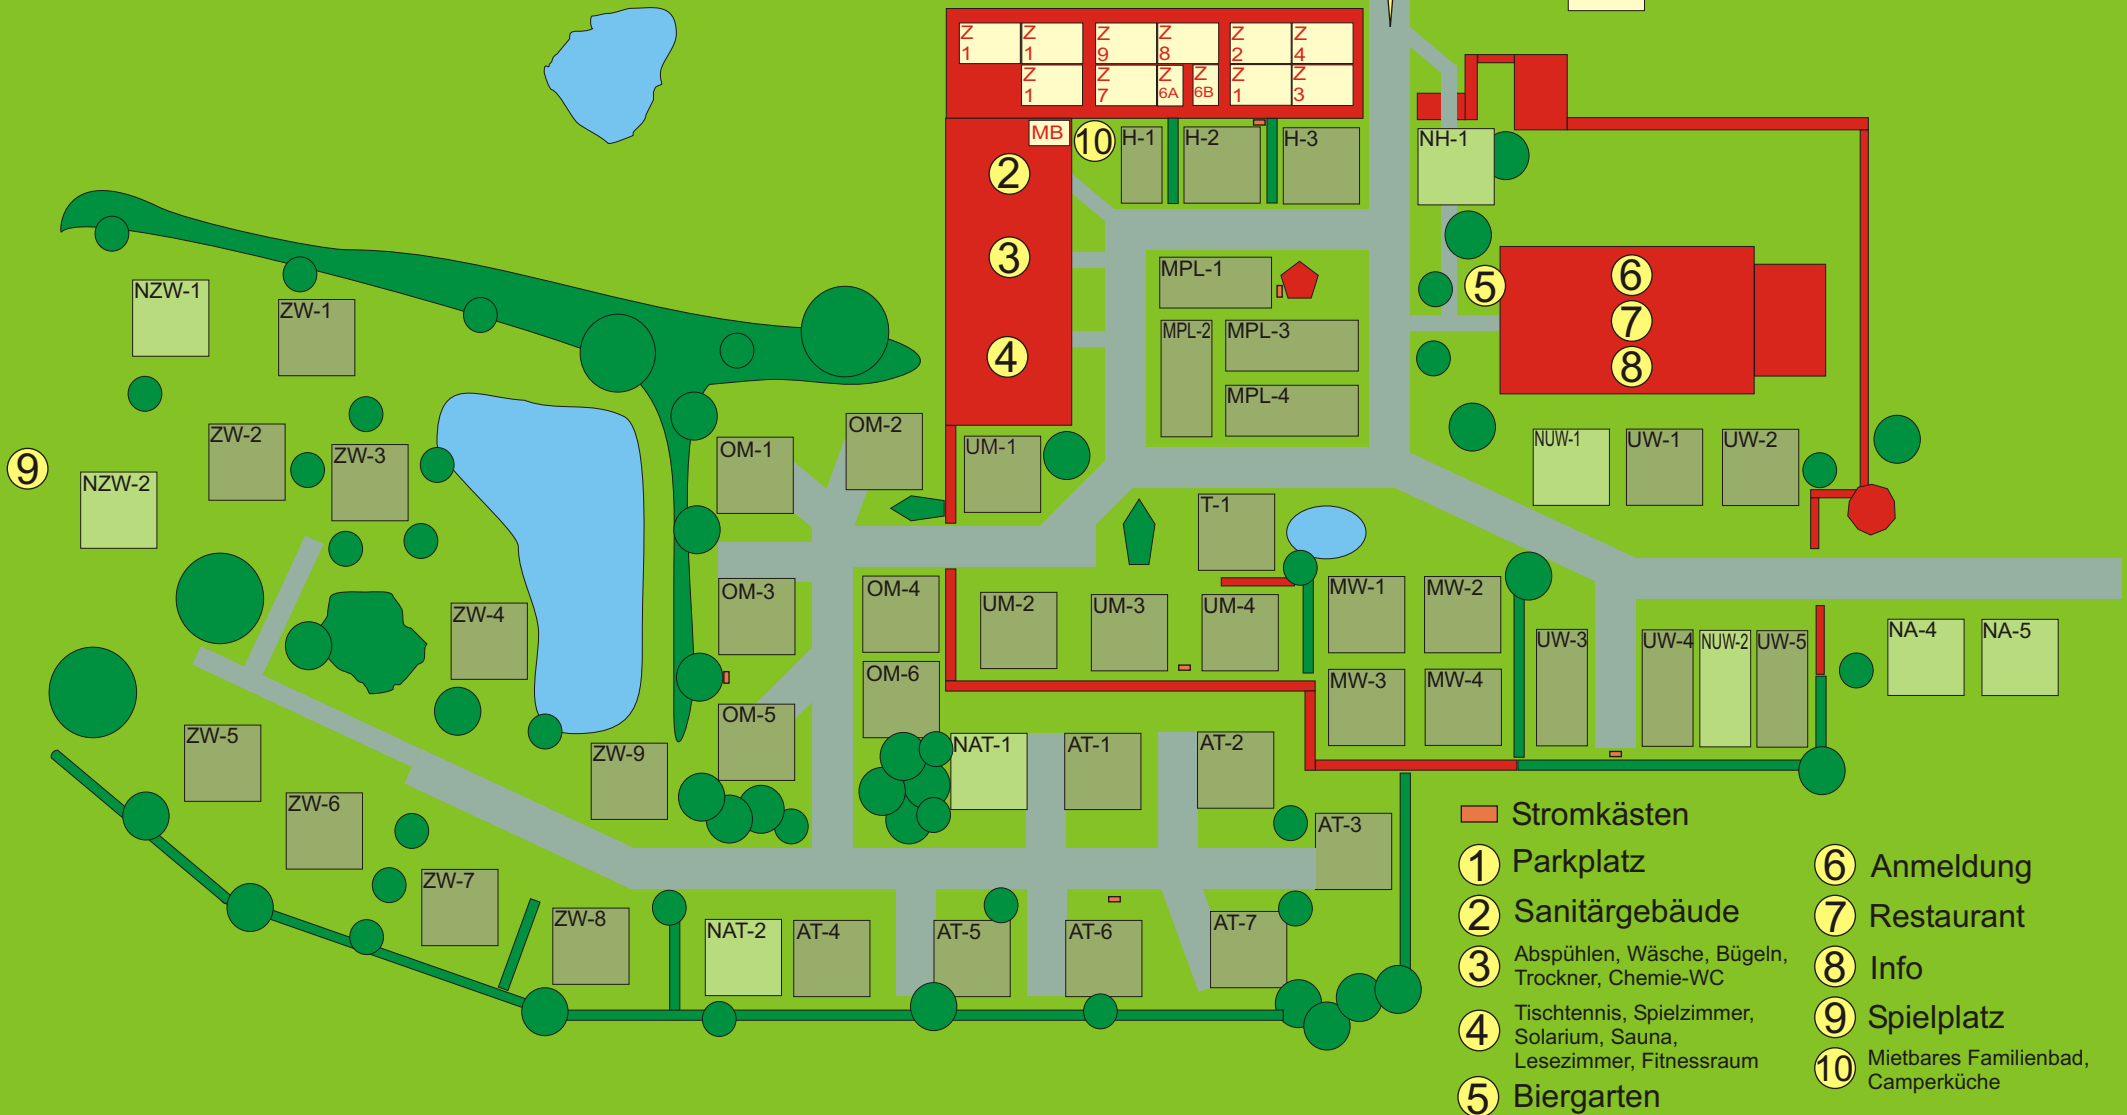 Z
1
Z
1
Z
9
Z
8
Z
2
Z
4
Z
1
Z
7
Z
6A
Z
6B
Z
1
Z
3
MB
10
H-1
H-2
H-3
NH-1
2
3
4
MPL-1
MPL-2
MPL-3
MPL-4
5
6
7
8
NZW-1
ZW-1
ZW-2
ZW-3
9
NZW-2
OM-1
OM-2
UM-1
NUW-1
UW-1
UW-2
T-1
ZW-4
OM-3
OM-4
UM-2
UM-3
UM-4
MW-1
MW-2
UW-3
UW-4
NUW-2
UW-5
NA-4
NA-5
OM-6
MW-3
MW-4
OM-5
ZW-5
ZW-9
NAT-1
AT-1
AT-2
ZW-6
AT-3
ZW-7
ZW-8
NAT-2
AT-4
AT-5
AT-6
AT-7
Stromkästen
1 Parkplatz
2 Sanitärgebäude
3 Abspühlen, Wäsche, Bügeln,
Trockner, Chemie-WC
4 Tischtennis, Spielzimmer,
Solarium, Sauna,
Lesezimmer, Fitnessraum
5 Biergarten
6 Anmeldung
7 Restaurant
8 Info
9 Spielplatz
10 Mietbares Familienbad,
Camperküche